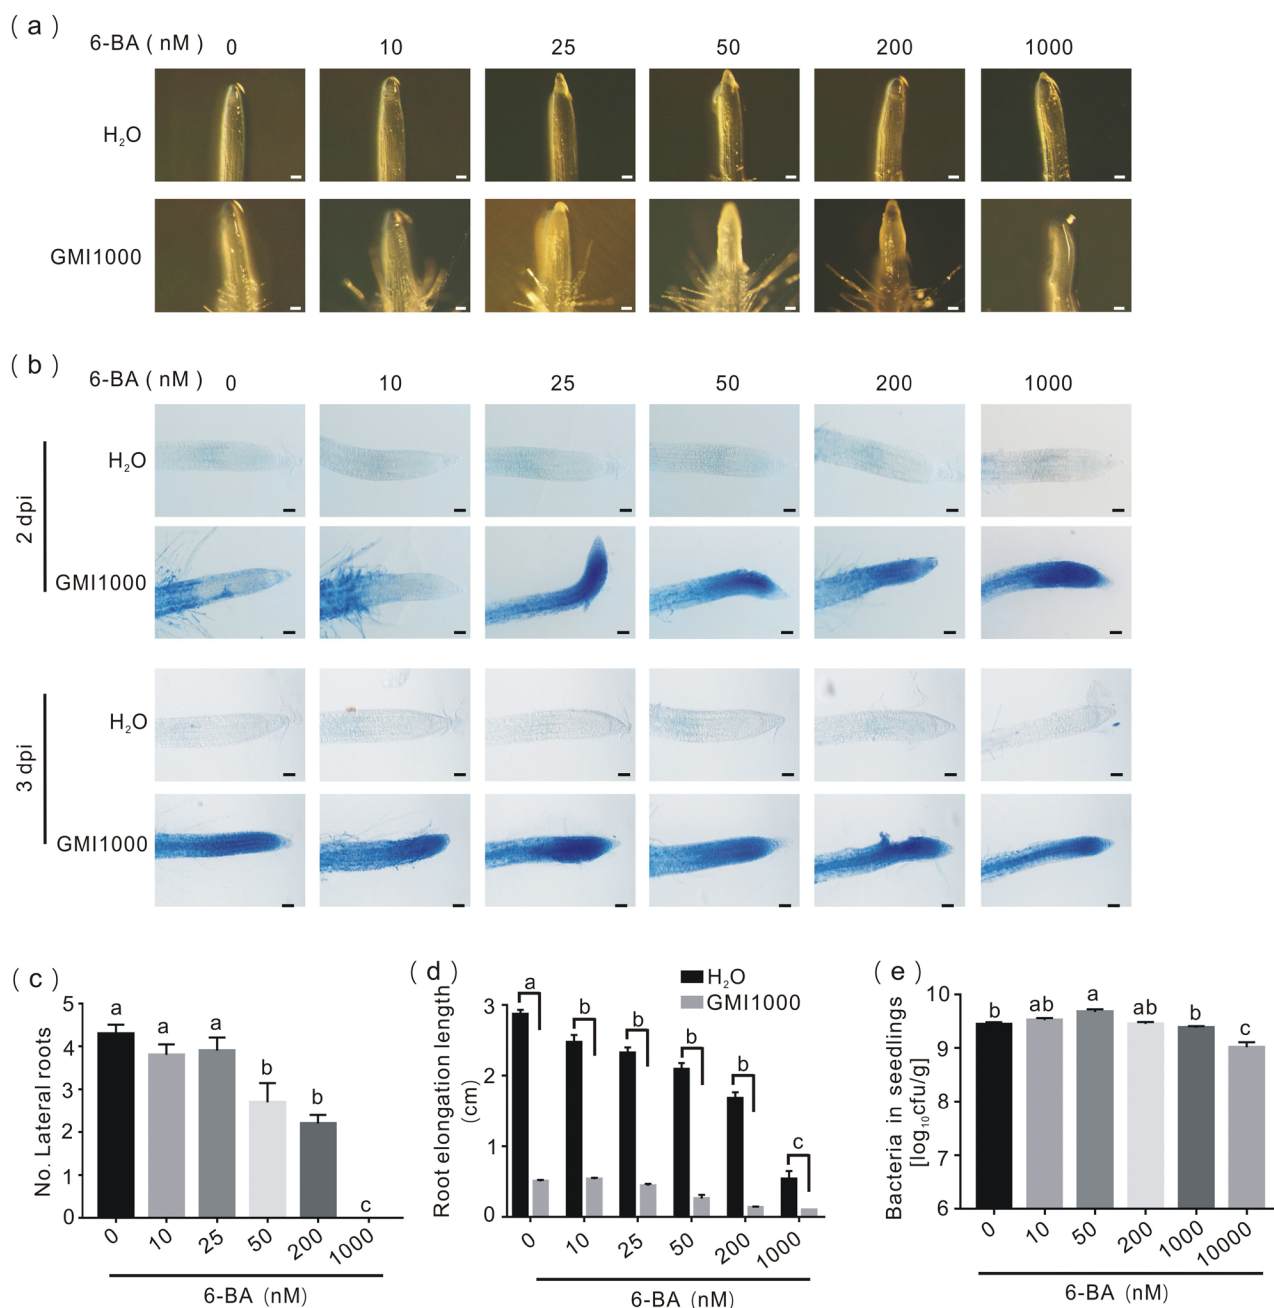 (a)
6-BA (nM) 0 10 25 50 200 1000
H₂O
GMI1000
(b)
6-BA (nM) 0 10 25 50 200 1000
2 dpi
H₂O
GMI1000
3 dpi
H₂O
GMI1000
(c)
No. Lateral roots
5
4
3
2
1
0
a a a b b c
0 10 25 50 200 1000
6-BA (nM)
(d)
H₂O
GMI1000
Root elongation length
(cm)
3
2
1
0
a b b b b c
0 10 25 50 200 1000
6-BA (nM)
(e)
Bacteria in seedlings
[log₁₀cfu/g]
10
9
8
7
6
b ab a ab b c
0 10 50 200 1000 10000
6-BA (nM)